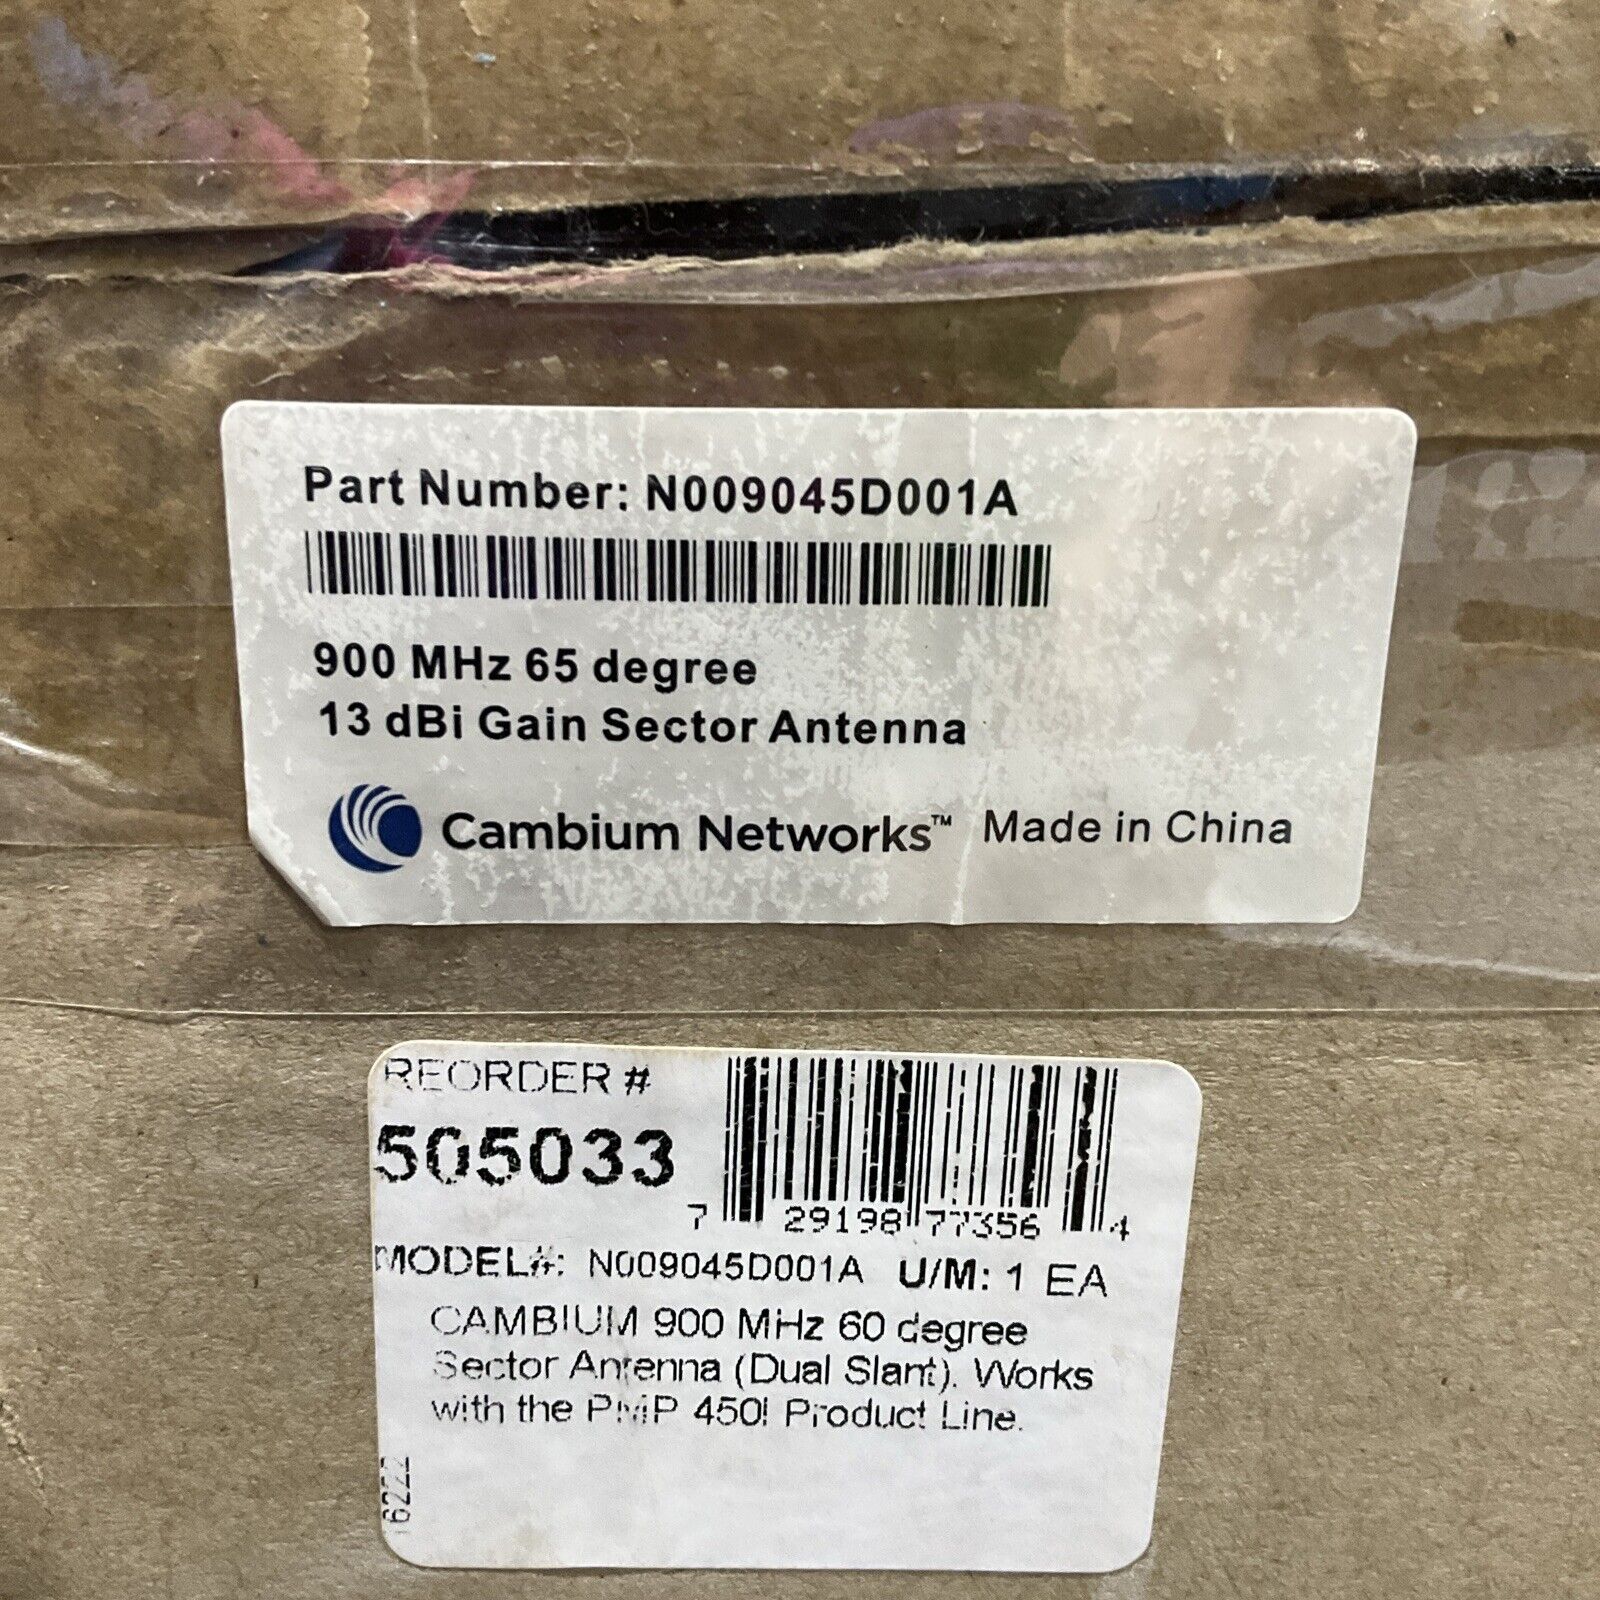 Part Number: N009045D001A
900 MHz 65 degree
13 dBi Gain Sector Antenna
Cambium Networks™ Made in China
REORDER #
505033
7 29198 77356 4
MODEL#: N009045D001A U/M: 1 EA
CAMBIUM 900 MHz 60 degree
Sector Antenna (Dual Slant). Works
with the PMP 450i Product Line.
16222